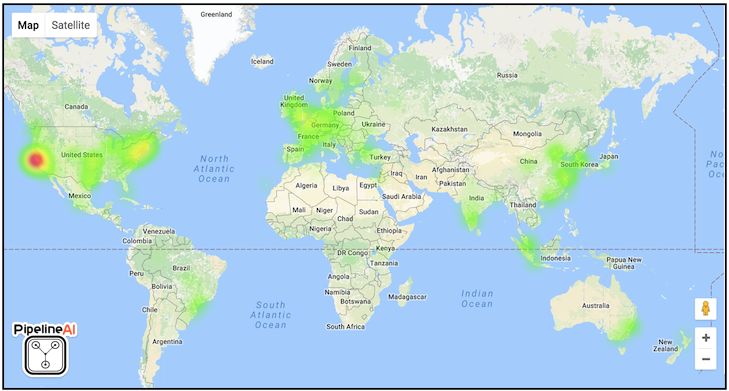 Map Satellite
Greenland
Iceland
Finland
Sweden
Norway
Russia
Canada
United
Kingdom
Poland
Germany
Ukraine
France
Kazakhstan
Mongolia
Spain
Italy
Turkey
United States
North
Atlantic
Ocean
China
South Korea
Japan
No
Pac
Oc
Afghanistan
Iraq
Iran
Pakistan
Algeria
Libya
Egypt
Saudi Arabia
Mexico
India
Mali
Niger
Chad
Sudan
Thailand
Nigeria
Ethiopia
Venezuela
Colombia
DR Congo
Kenya
Tanzania
Indonesia
Papua New
Guinea
Peru
Brazil
Bolivia
Angola
Namibia
Botswana
Madagascar
Indian
Ocean
South
Atlantic
Ocean
Chile
Australia
South Africa
Argentina
New
Zealand
PipelineAI
+
−